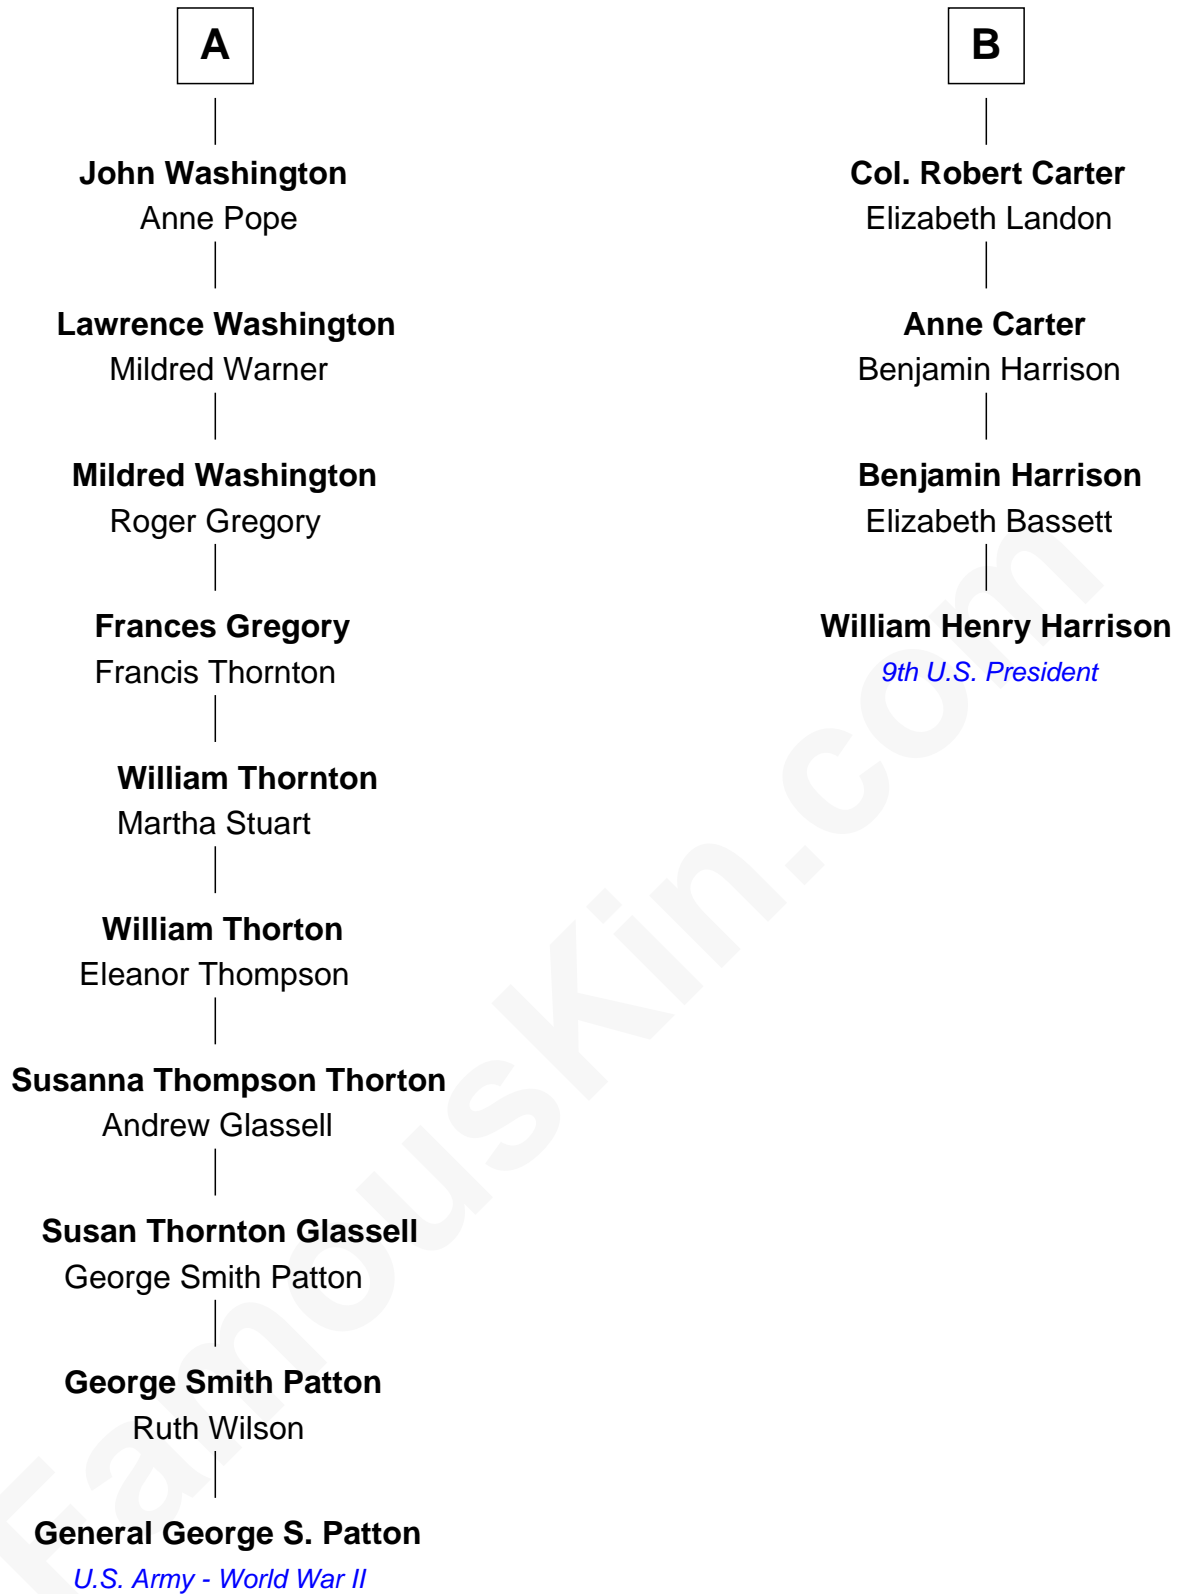 A
John Washington
Anne Pope
Lawrence Washington
Mildred Warner
Mildred Washington
Roger Gregory
Frances Gregory
Francis Thornton
William Thornton
Martha Stuart
William Thorton
Eleanor Thompson
Susanna Thompson Thorton
Andrew Glassell
Susan Thornton Glassell
George Smith Patton
George Smith Patton
Ruth Wilson
General George S. Patton
U.S. Army - World War II
B
Col. Robert Carter
Elizabeth Landon
Anne Carter
Benjamin Harrison
Benjamin Harrison
Elizabeth Bassett
William Henry Harrison
9th U.S. President
FamousKin.com